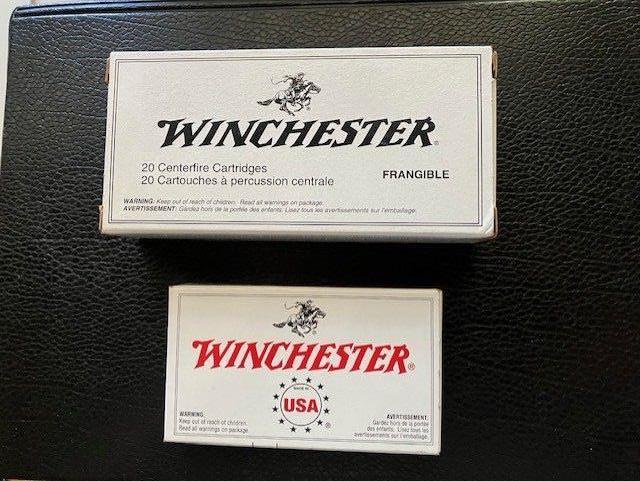 WINCHESTER®
20 Centerfire Cartridges
20 Cartouches à percussion centrale
FRANGIBLE
WARNING: Keep out of reach of children. Read all warnings on package.
AVERTISSEMENT: Gardez hors de la portée des enfants. Lisez tous les avertissements sur l'emballage.
WINCHESTER®
MADE IN
USA
®
WARNING:
Keep out of reach of children.
Read all warnings on package.
AVERTISSEMENT:
Gardez hors de la portée
des enfants. Lisez tous les
avertissements sur l'emballage.